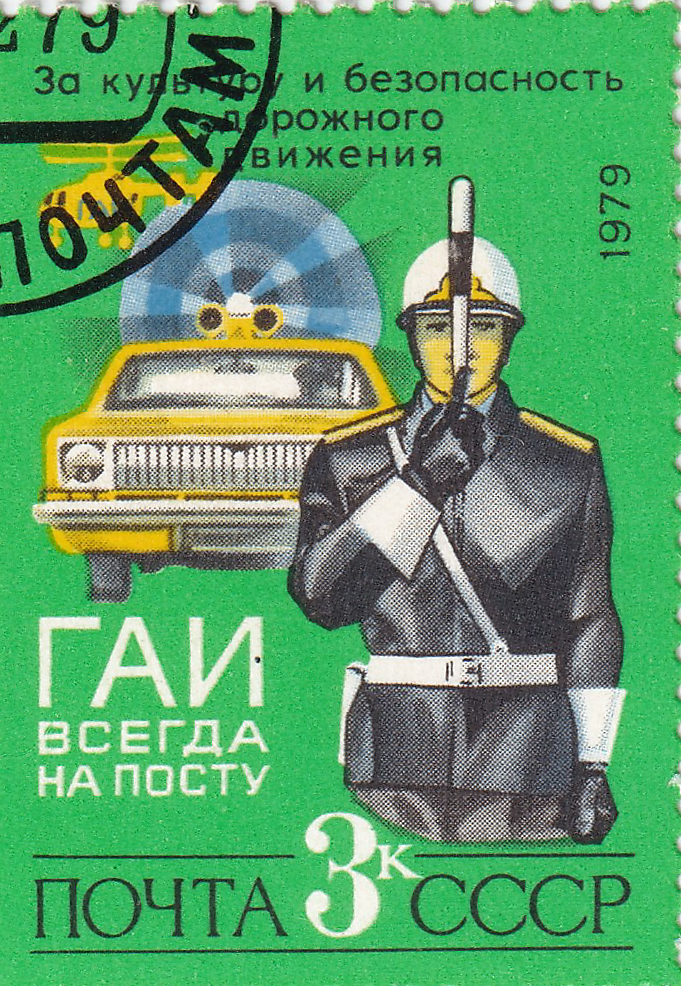 279
ПОЧТАМ
За культуру и безопасность
дорожного
движения
1979
ГАИ
ВСЕГДА
НА ПОСТУ
3к
ПОЧТА СССР